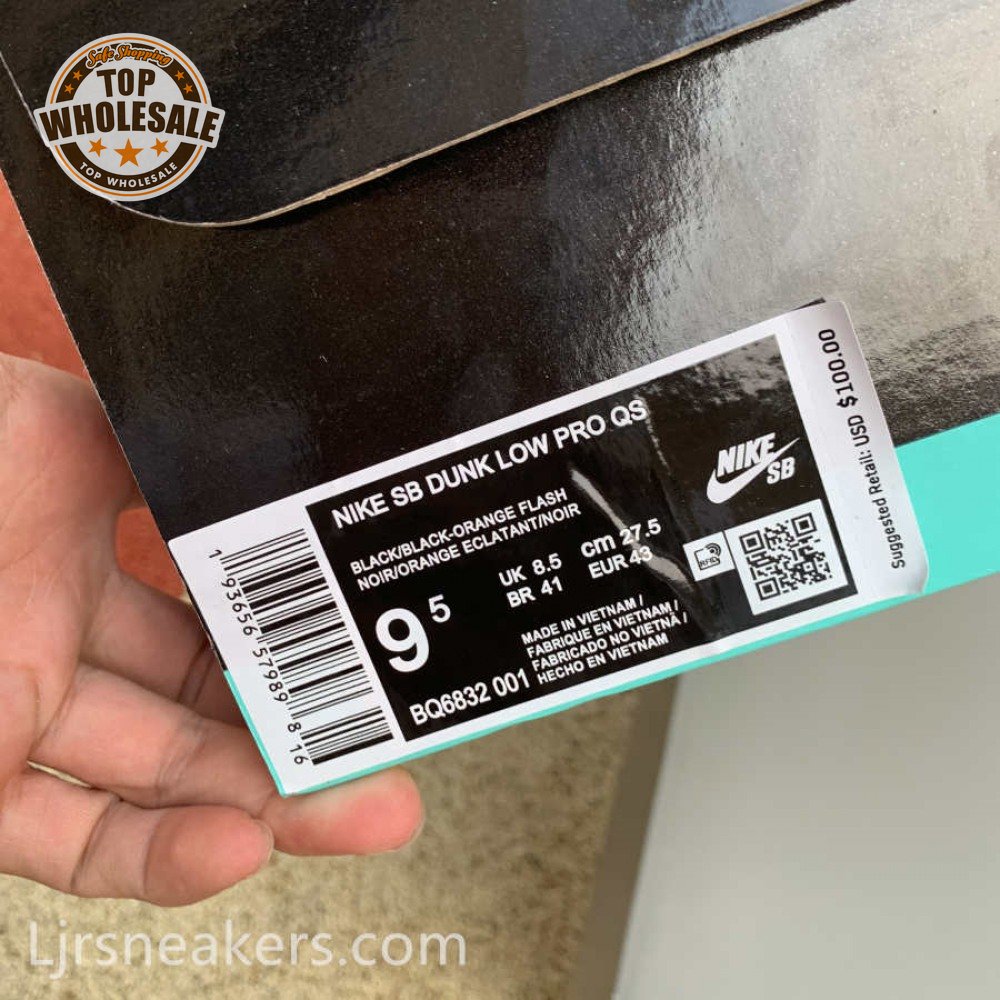 Safe Shopping
TOP
WHOLESALE
TOP WHOLESALE
NIKE SB DUNK LOW PRO QS
BLACK/BLACK-ORANGE FLASH
NOIR/ORANGE ECLATANT/NOIR
9 5
UK 8.5 cm 27.5
BR 41 EUR 43
MADE IN VIETNAM /
FABRIQUE EN VIETNAM /
FABRICADO NO VIETNÃ /
HECHO EN VIETNAM
BQ6832 001
NIKE
SB
RFID
Suggested Retail: USD $100.00
1 93656 57989 8 16
Ljrsneakers.com